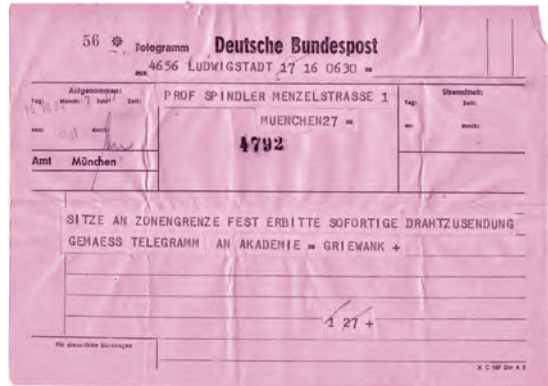 56 Telegramm Deutsche Bundespost
aus 4656 LUDWIGSTADT 17 16 0630 =
Aufgenommen:
Tag: Monat: Jahr: Zeit:
von: durch:
Amt München
PROF SPINDLER MENZELSTRASSE 1
MUENCHEN27 =
4792
Übermittelt:
Tag: Zeit:
an: durch:
SITZE AN ZONENGRENZE FEST ERBITTE SOFORTIGE DRAHTZUSENDUNG
GEMAESS TELEGRAMM AN AKADEMIE = GRIEWANK +
1 27 +
Für dienstliche Rückfragen